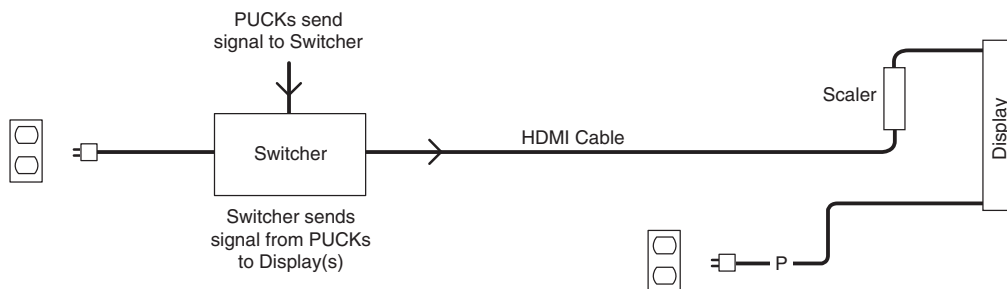 PUCKs send
signal to Switcher
Scaler
HDMI Cable
Display
Switcher
Switcher sends
signal from PUCKs
to Display(s)
P